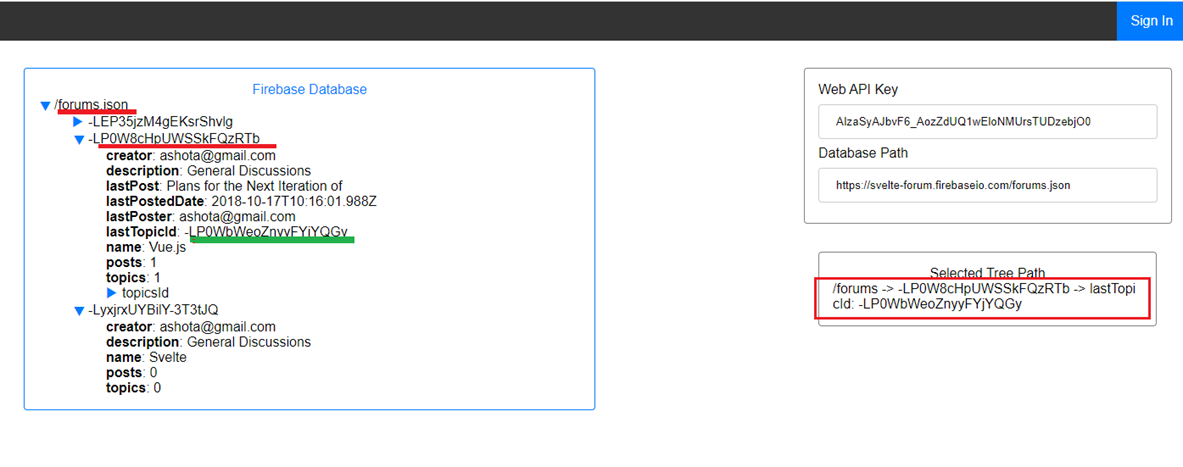 Sign In
Firebase Database
▼ /forums.json
▶ -LEP35jzM4gEKsrShvlg
▼ -LP0W8cHpUWSSkFQzRTb
creator: ashota@gmail.com
description: General Discussions
lastPost: Plans for the Next Iteration of
lastPostedDate: 2018-10-17T10:16:01.988Z
lastPoster: ashota@gmail.com
lastTopicId: -LP0WbWeoZnyyFYjYQGy
name: Vue.js
posts: 1
topics: 1
▶ topicsId
▼ -LyxjrxUYBilY-3T3tJQ
creator: ashota@gmail.com
description: General Discussions
name: Svelte
posts: 0
topics: 0
Web API Key
AIzaSyAJbvF6_AozZdUQ1wEloNMUrsTUDzebjO0
Database Path
https://svelte-forum.firebaseio.com/forums.json
Selected Tree Path
/forums -> -LP0W8cHpUWSSkFQzRTb -> lastTopi
cId: -LP0WbWeoZnyyFYjYQGy